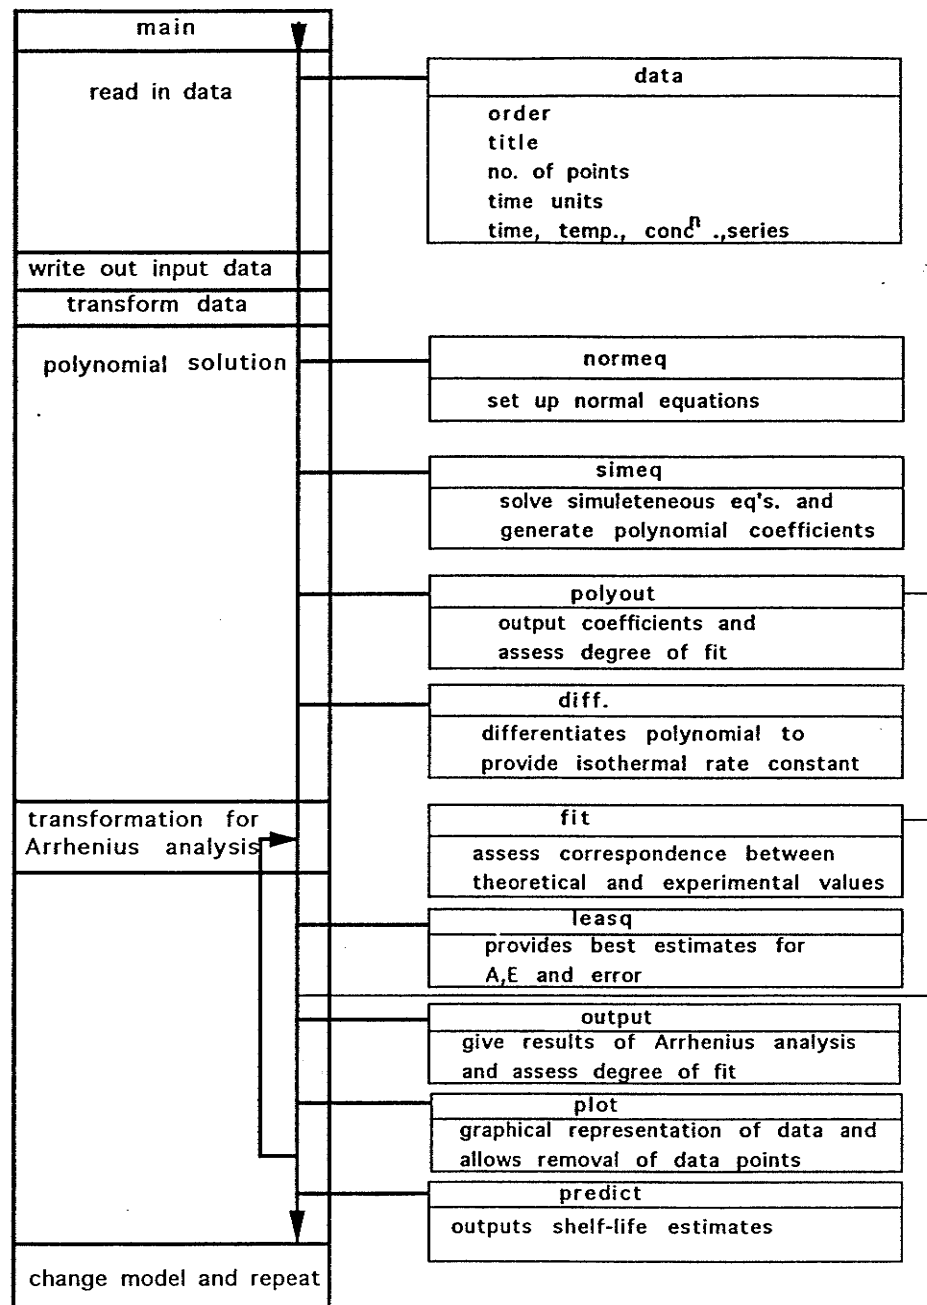 main
read in data
write out input data
transform data
polynomial solution
transformation for
Arrhenius analysis
change model and repeat
data
order
title
no. of points
time units
time, temp., concⁿ .,series
normeq
set up normal equations
simeq
solve simuleteneous eq's. and
generate polynomial coefficients
polyout
output coefficients and
assess degree of fit
diff.
differentiates polynomial to
provide isothermal rate constant
fit
assess correspondence between
theoretical and experimental values
leasq
provides best estimates for
A,E and error
output
give results of Arrhenius analysis
and assess degree of fit
plot
graphical representation of data and
allows removal of data points
predict
outputs shelf-life estimates